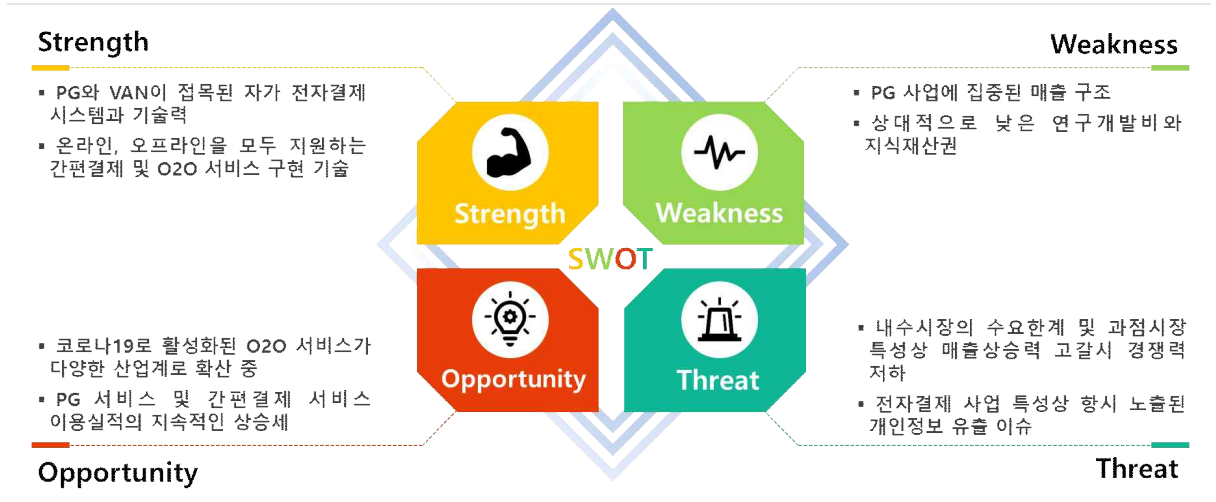 Strength
Weakness
▪ PG와 VAN이 접목된 자가 전자결제
시스템과 기술력
▪ 온라인, 오프라인을 모두 지원하는
간편결제 및 O2O 서비스 구현 기술
▪ PG 사업에 집중된 매출 구조
▪ 상대적으로 낮은 연구개발비와
지식재산권
Strength
Weakness
SWOT
Opportunity
Threat
▪ 코로나19로 활성화된 O2O 서비스가
다양한 산업계로 확산 중
▪ PG 서비스 및 간편결제 서비스
이용실적의 지속적인 상승세
▪ 내수시장의 수요한계 및 과점시장
특성상 매출상승력 고갈시 경쟁력
저하
▪ 전자결제 사업 특성상 항시 노출된
개인정보 유출 이슈
Opportunity
Threat